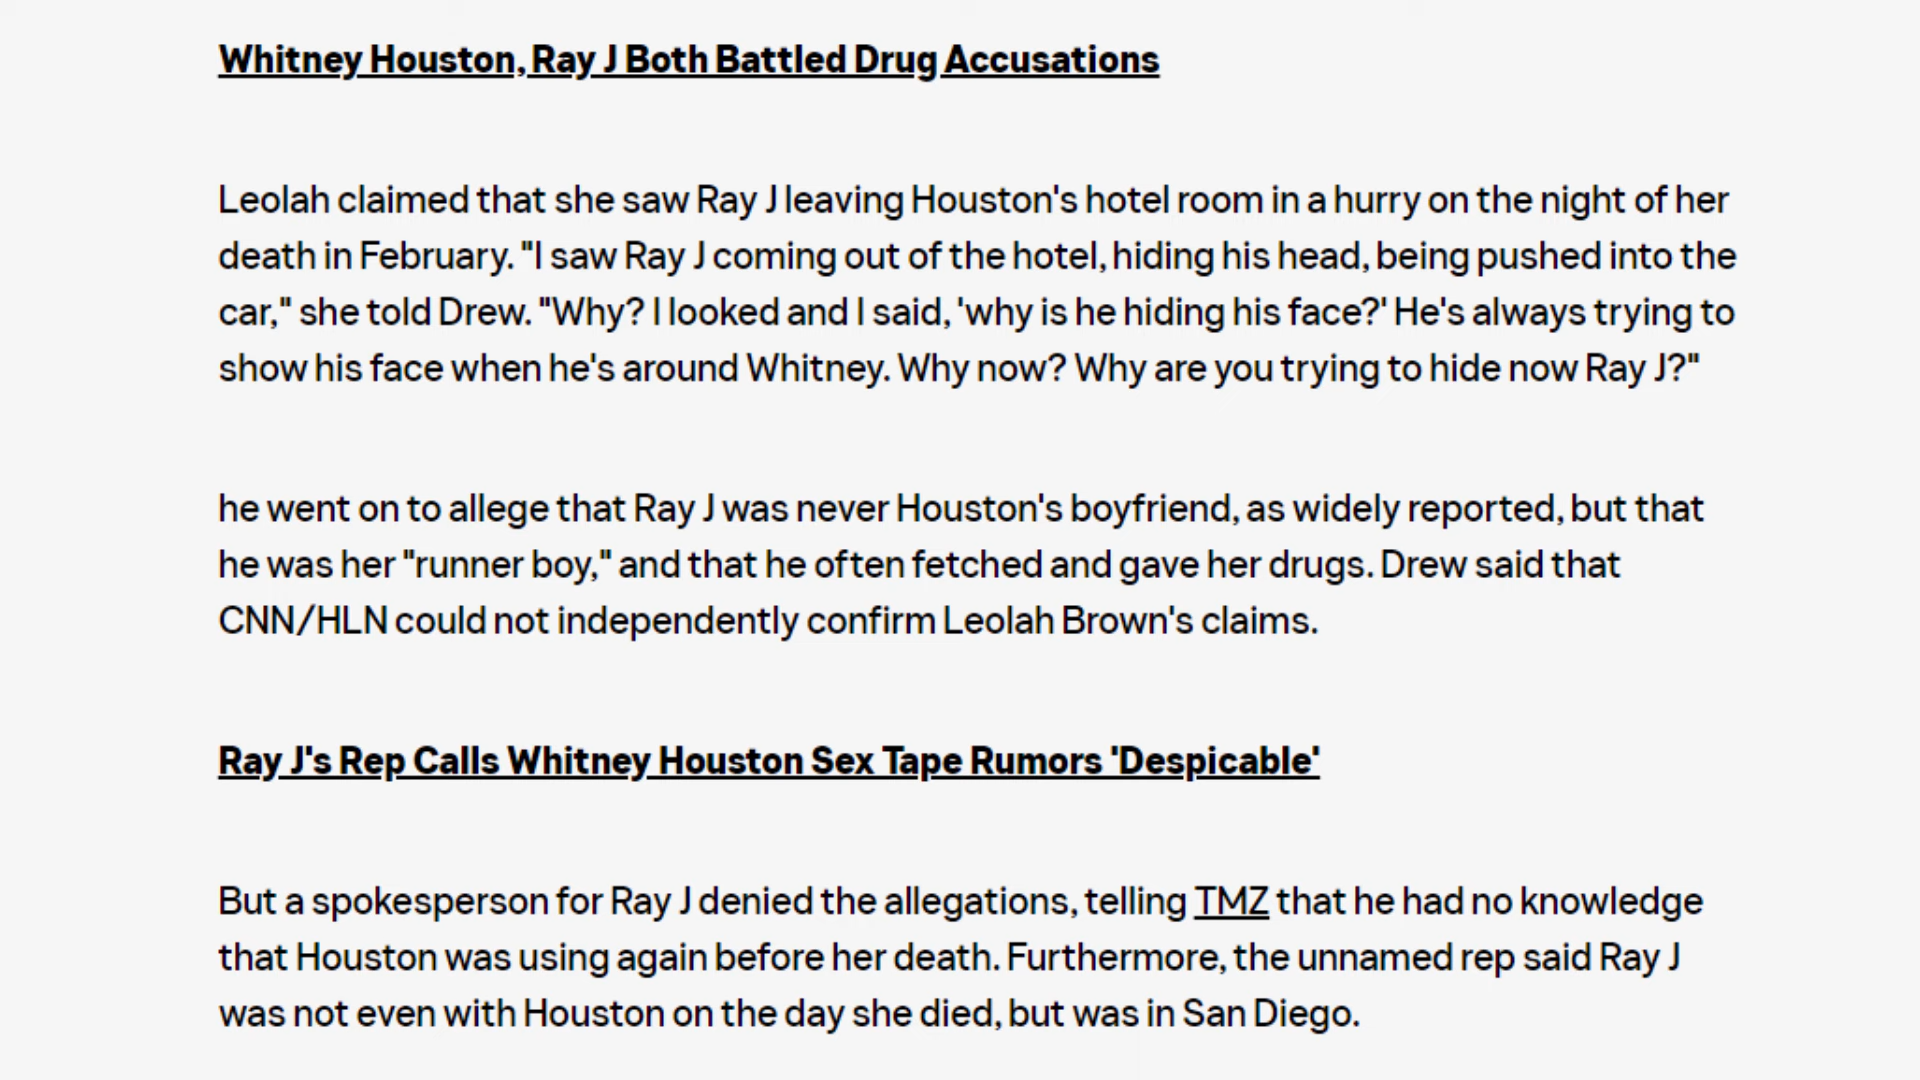 Whitney Houston, Ray J Both Battled Drug Accusations
Leolah claimed that she saw Ray J leaving Houston's hotel room in a hurry on the night of her
death in February. "I saw Ray J coming out of the hotel, hiding his head, being pushed into the
car," she told Drew. "Why? I looked and I said, 'why is he hiding his face?' He's always trying to
show his face when he's around Whitney. Why now? Why are you trying to hide now Ray J?"
he went on to allege that Ray J was never Houston's boyfriend, as widely reported, but that
he was her "runner boy," and that he often fetched and gave her drugs. Drew said that
CNN/HLN could not independently confirm Leolah Brown's claims.
Ray J's Rep Calls Whitney Houston Sex Tape Rumors 'Despicable'
But a spokesperson for Ray J denied the allegations, telling TMZ that he had no knowledge
that Houston was using again before her death. Furthermore, the unnamed rep said Ray J
was not even with Houston on the day she died, but was in San Diego.